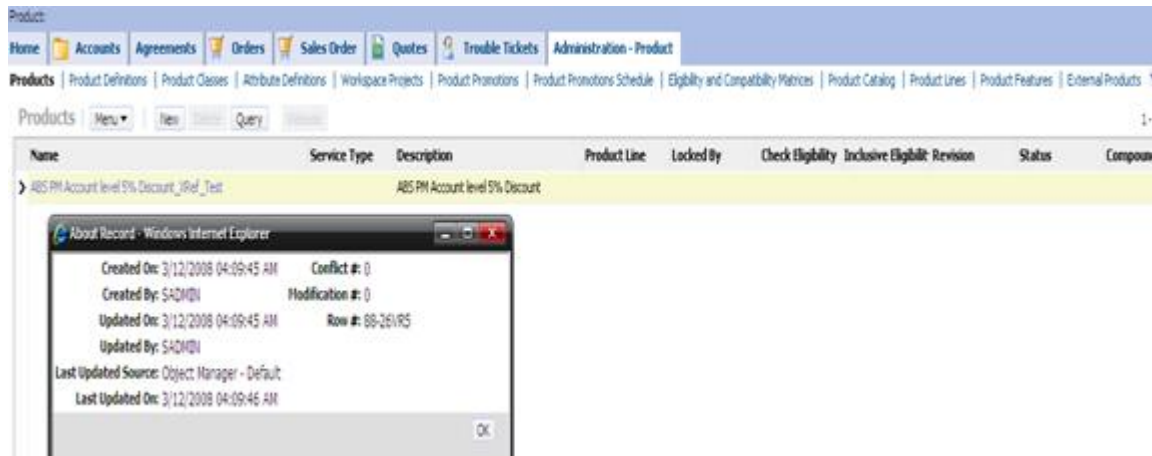 Product:
Home Accounts Agreements Orders Sales Order Quotes Trouble Tickets Administration - Product
Products | Product Definitions | Product Classes | Attribute Definitions | Workspace Projects | Product Promotions | Product Promotions Schedule | Eligibility and Compatibility Matrices | Product Catalog | Product Lines | Product Features | External Products
Products Menu New Query 1-
Name Service Type Description Product Line Locked By Check Eligibility Inclusive Eligibilit Revision Status Compoun
ABS PM Account level 5% Discount_XRef_Test ABS PM Account level 5% Discount
About Record - Windows Internet Explorer
Created On: 3/12/2008 04:09:45 AM Conflict #: 0
Created By: SADMIN Modification #: 0
Updated On: 3/12/2008 04:09:45 AM Row #: 88-26VR5
Updated By: SADMIN
Last Updated Source: Object Manager - Default
Last Updated On: 3/12/2008 04:09:46 AM
OK